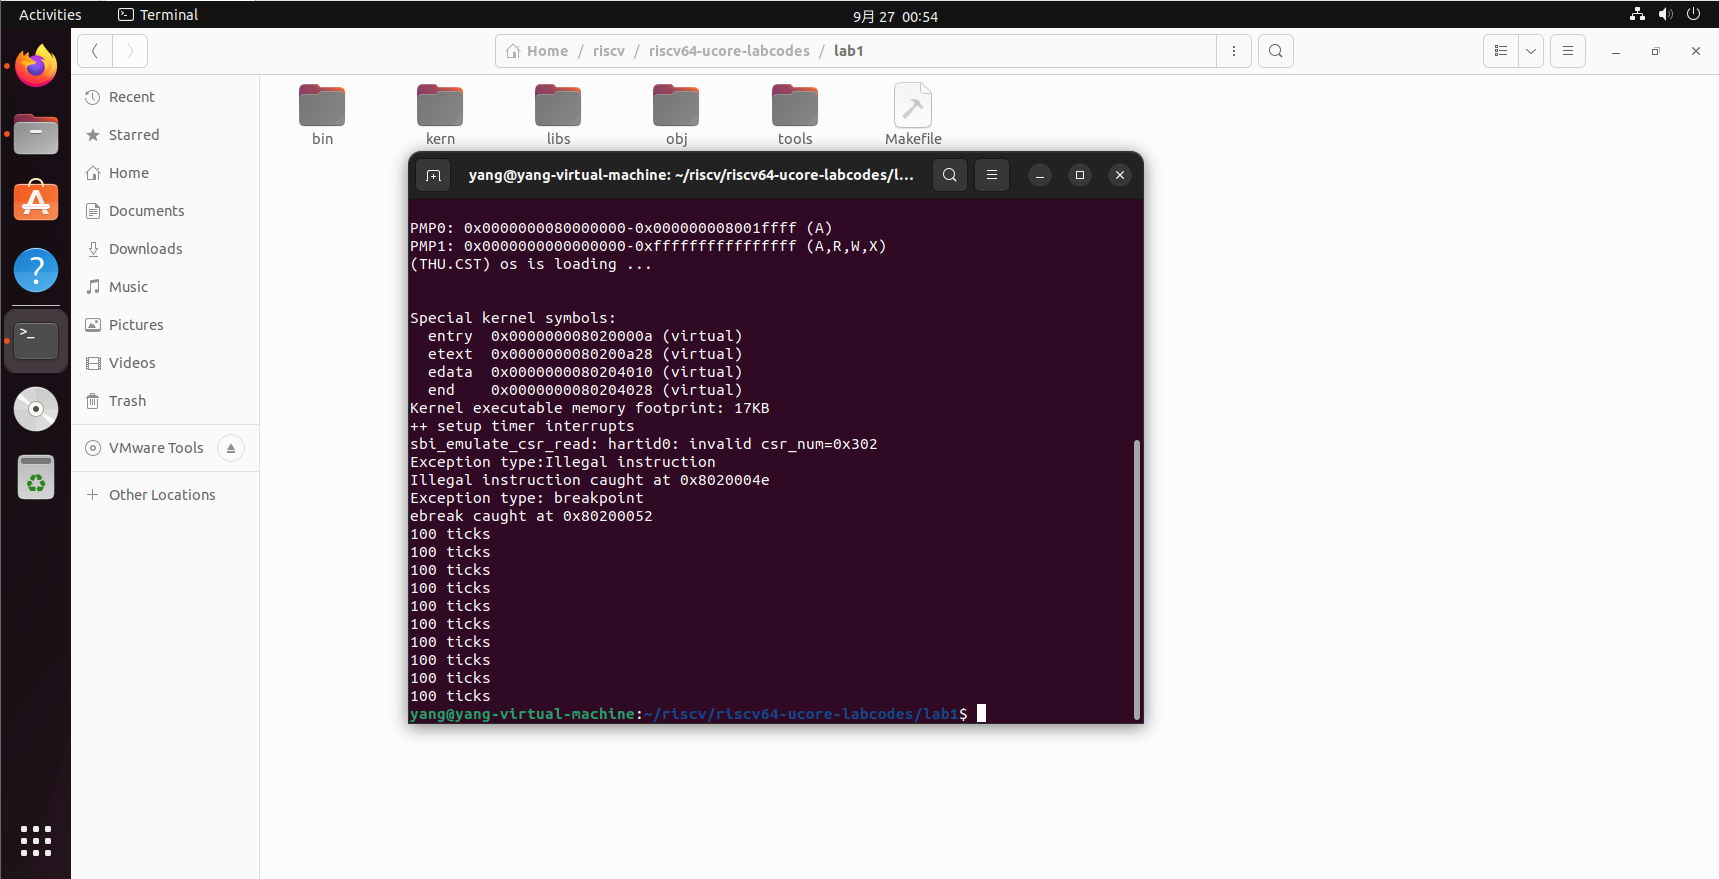 Activities
Terminal
9月 27 00:54
Home / riscv / riscv64-ucore-labcodes / lab1
Recent
Starred
Home
Documents
Downloads
Music
Pictures
Videos
Trash
VMware Tools
Other Locations
bin
kern
libs
obj
tools
Makefile
yang@yang-virtual-machine: ~/riscv/riscv64-ucore-labcodes/l...
PMP0: 0x0000000080000000-0x000000008001ffff (A)
PMP1: 0x0000000000000000-0xffffffffffffffff (A,R,W,X)
(THU.CST) os is loading ...
Special kernel symbols:
entry 0x000000008020000a (virtual)
etext 0x0000000080200a28 (virtual)
edata 0x0000000080204010 (virtual)
end 0x0000000080204028 (virtual)
Kernel executable memory footprint: 17KB
++ setup timer interrupts
sbi_emulate_csr_read: hartid0: invalid csr_num=0x302
Exception type:Illegal instruction
Illegal instruction caught at 0x8020004e
Exception type: breakpoint
ebreak caught at 0x80200052
100 ticks
100 ticks
100 ticks
100 ticks
100 ticks
100 ticks
100 ticks
100 ticks
100 ticks
100 ticks
yang@yang-virtual-machine:~/riscv/riscv64-ucore-labcodes/lab1$